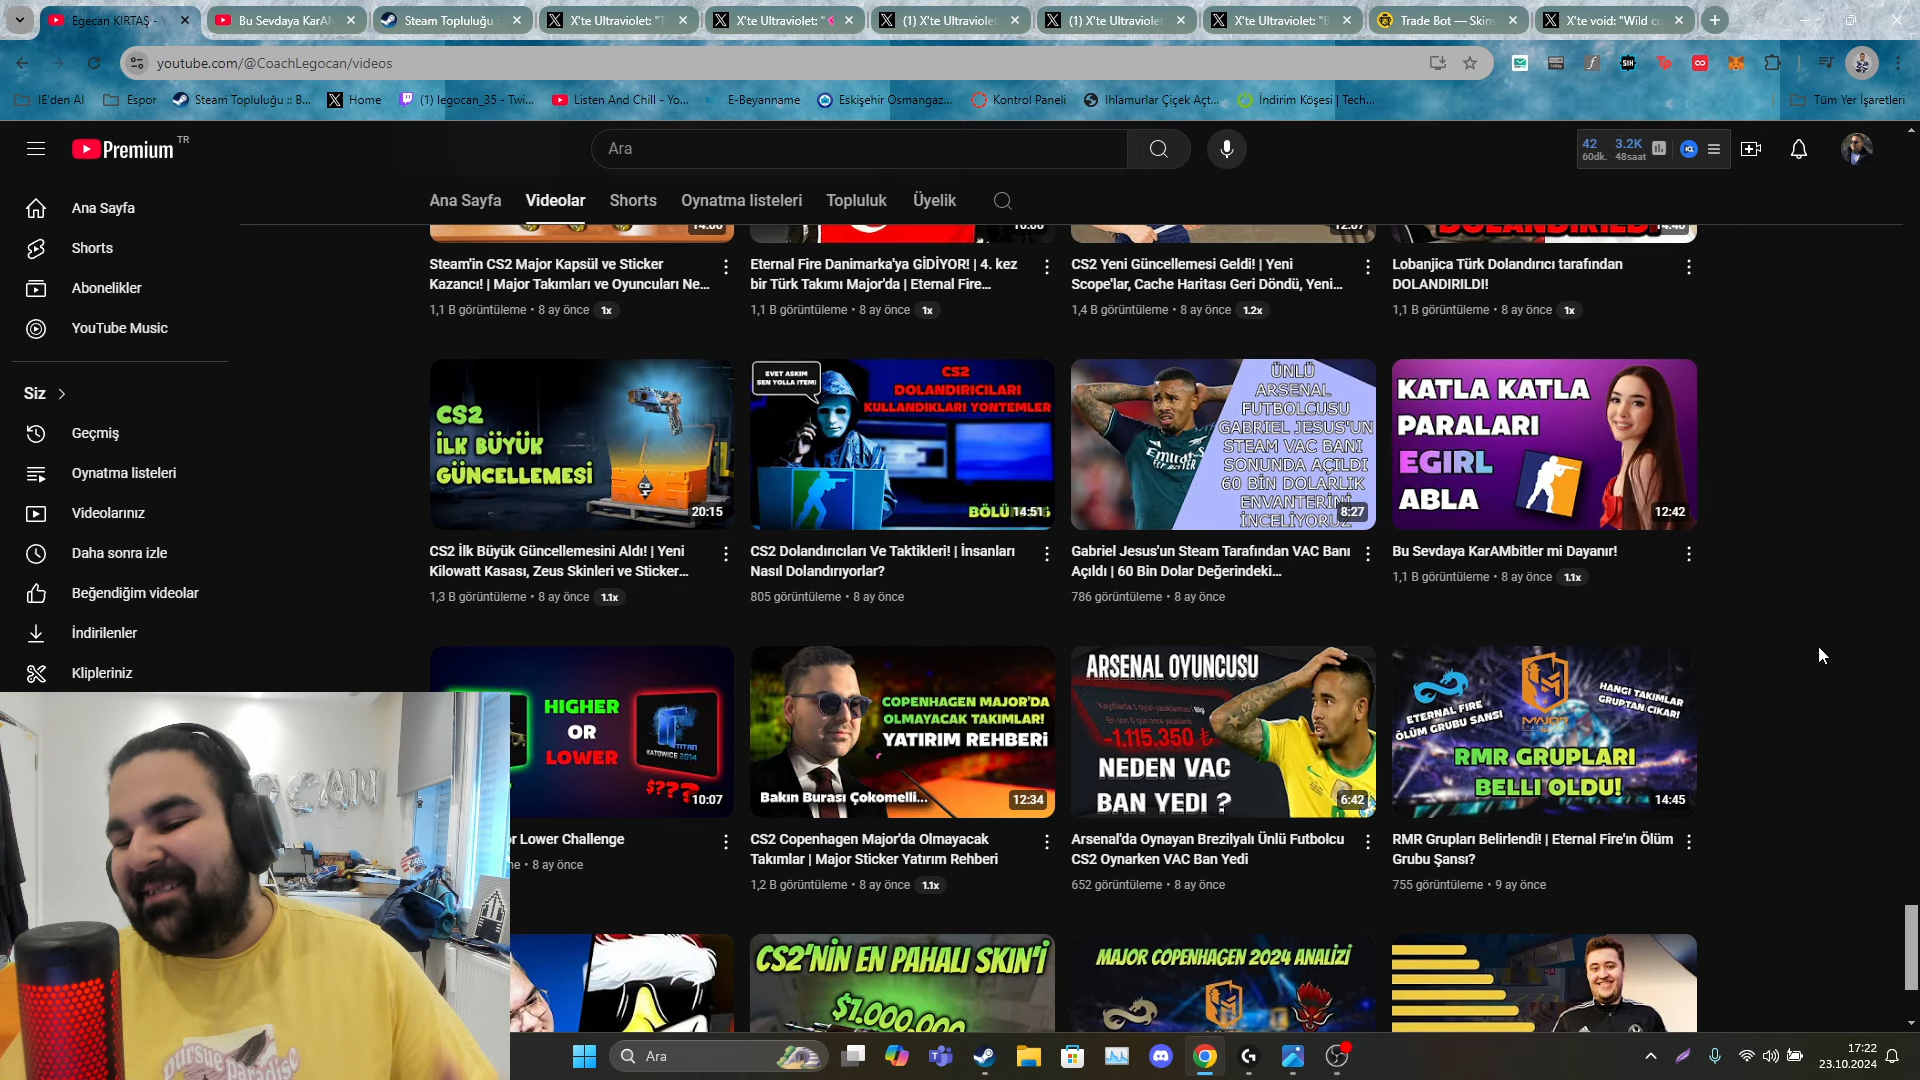 Egecan KIRTAŞ - Y
Bu Sevdaya KarAM
Steam Topluluğu
X'te Ultraviolet: "T
X'te Ultraviolet: "
(1) X'te Ultraviolet
(1) X'te Ultraviolet
X'te Ultraviolet: "B
Trade Bot — Skins
X'te void: "Wild c
youtube.com/@CoachLegocan/videos
IE'den Al
Espor
Steam Topluluğu :: B...
Home
(1) legocan_35 - Twi...
Listen And Chill - Yo...
E-Beyanname
Eskişehir Osmangaz...
Kontrol Paneli
Ihlamurlar Çiçek Açt...
İndirim Köşesi | Tech...
Tüm Yer İşaretleri
Premium TR
Ara
42
60dk.
3.2K
48saat
Ana Sayfa
Videolar
Shorts
Oynatma listeleri
Topluluk
Üyelik
Ana Sayfa
Shorts
Abonelikler
YouTube Music
Siz
Geçmiş
Oynatma listeleri
Videolarınız
Daha sonra izle
Beğendiğim videolar
İndirilenler
Klipleriniz
Steam'in CS2 Major Kapsül ve Sticker
Kazancı! | Major Takımları ve Oyuncuları Ne...
1,1 B görüntüleme • 8 ay önce 1x
Eternal Fire Danimarka'ya GİDİYOR! | 4. kez
bir Türk Takımı Major'da | Eternal Fire...
1,1 B görüntüleme • 8 ay önce 1x
CS2 Yeni Güncellemesi Geldi! | Yeni
Scope'lar, Cache Haritası Geri Döndü, Yeni...
1,4 B görüntüleme • 8 ay önce 1.2x
Lobanjica Türk Dolandırıcı tarafından
DOLANDIRILDI!
1,1 B görüntüleme • 8 ay önce 1x
CS2
İLK BÜYÜK
GÜNCELLEMESİ
20:15
CS2 İlk Büyük Güncellemesini Aldı! | Yeni
Kilowatt Kasası, Zeus Skinleri ve Sticker...
1,3 B görüntüleme • 8 ay önce 1.1x
EVET AŞKIM
SEN YOLLA ITEMI
CS2
DOLANDIRICILARI
KULLANDIKLARI YÖNTEMLER
14:51
CS2 Dolandırıcıları Ve Taktikleri! | İnsanları
Nasıl Dolandırıyorlar?
805 görüntüleme • 8 ay önce
ÜNLÜ
ARSENAL
FUTBOLCUSU
GABRIEL JESUS'UN
STEAM VAC BANI
SONUNDA AÇILDI
60 BİN DOLARLIK
ENVANTERİNİ
İNCELİYORUZ
8:27
Gabriel Jesus'un Steam Tarafından VAC Banı
Açıldı | 60 Bin Dolar Değerindeki...
786 görüntüleme • 8 ay önce
KATLA KATLA
PARALARI
EGIRL
ABLA
12:42
Bu Sevdaya KarAMbitler mi Dayanır!
1,1 B görüntüleme • 8 ay önce 1.1x
HIGHER
OR
LOWER
TITAN
KATOWICE 2014
$???
10:07
or Lower Challenge
8 ay önce
COPENHAGEN MAJOR'DA
OLMAYACAK TAKIMLAR!
YATIRIM REHBERİ
Bakın Burası Çokomelli...
12:34
CS2 Copenhagen Major'da Olmayacak
Takımlar | Major Sticker Yatırım Rehberi
1,2 B görüntüleme • 8 ay önce 1.1x
ARSENAL OYUNCUSU
-1.115.350 ₺
NEDEN VAC
BAN YEDI ?
6:42
Arsenal'da Oynayan Brezilyalı Ünlü Futbolcu
CS2 Oynarken VAC Ban Yedi
652 görüntüleme • 8 ay önce
ETERNAL FIRE
ÖLÜM GRUBU ŞANSI?
MAJOR
HANGI TAKIMLAR
GRUPTAN ÇIKAR!
RMR GRUPLARI
BELLI OLDU!
14:45
RMR Grupları Belirlendi! | Eternal Fire'ın Ölüm
Grubu Şansı?
755 görüntüleme • 9 ay önce
CS2'NİN EN PAHALI SKIN'İ
$1.000.000
MAJOR COPENHAGEN 2024 ANALİZİ
OCAN
pursue Paradise
Ara
17:22
23.10.2024